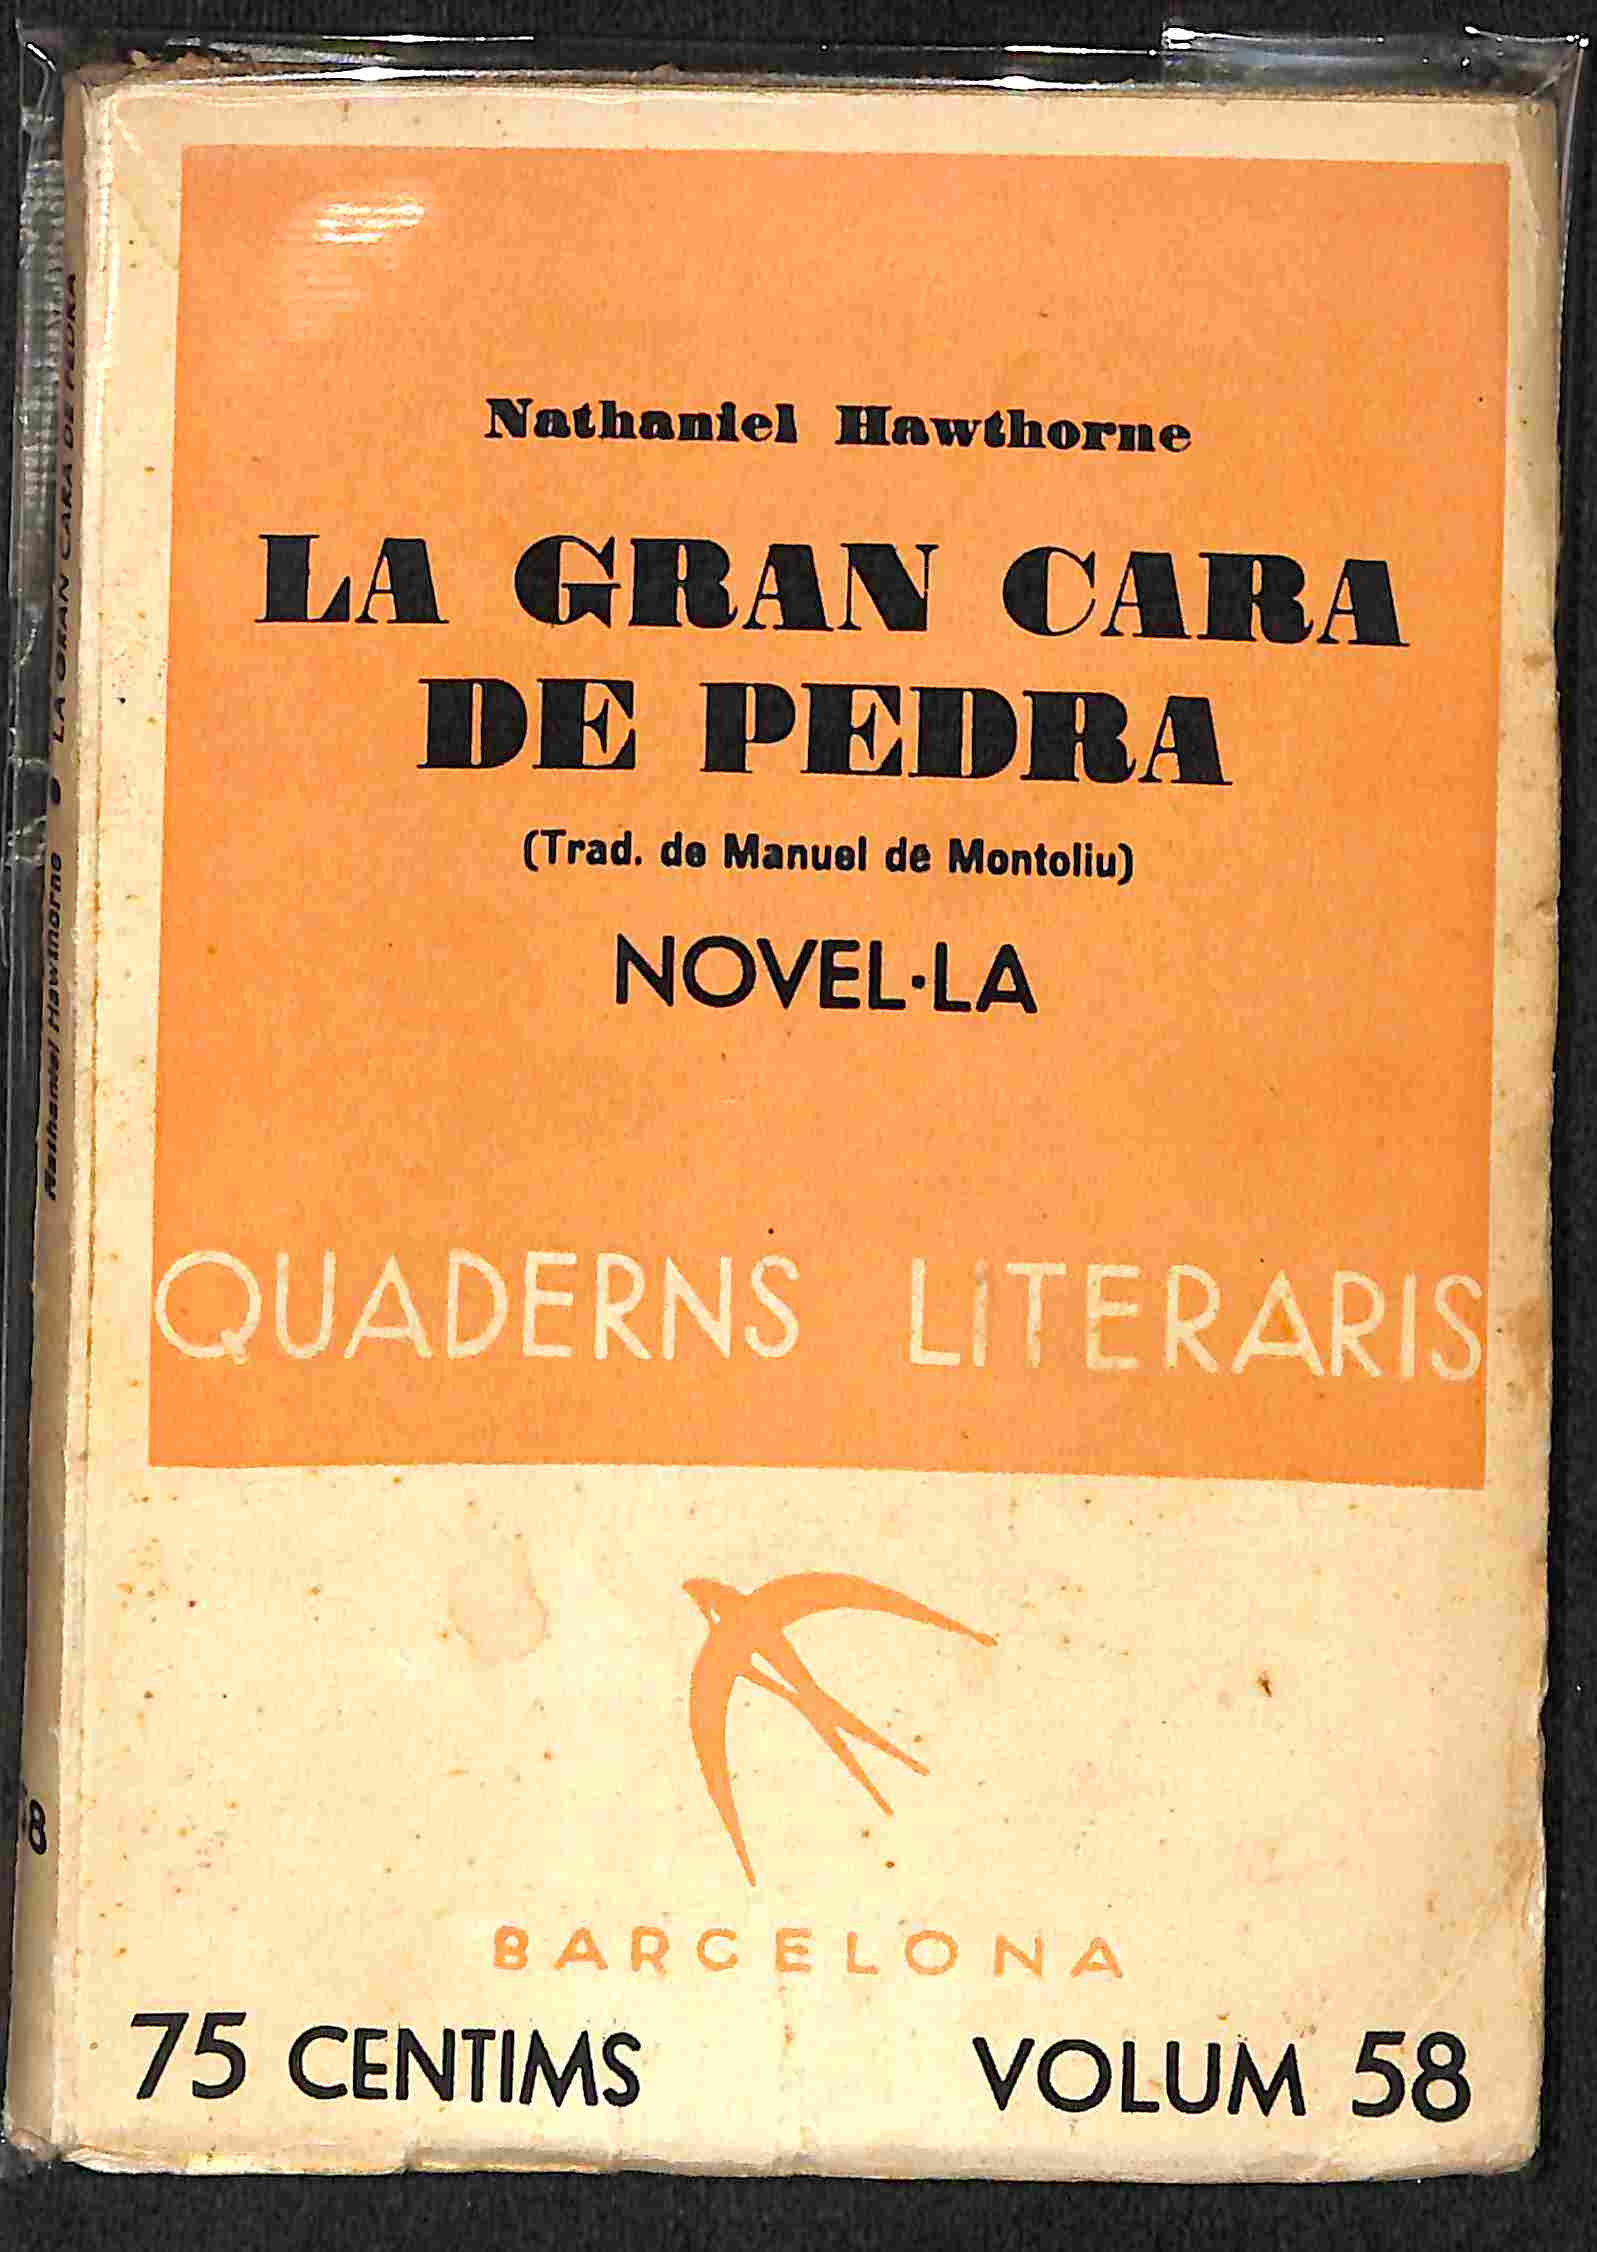 Nathaniel Hawthorne
LA GRAN CARA
DE PEDRA
(Trad. de Manuel de Montoliu)
NOVEL·LA
QUADERNS LITERARIS
BARCELONA
75 CENTIMS VOLUM 58
Nathaniel Hawthorne LA GRAN CARA DE PEDRA